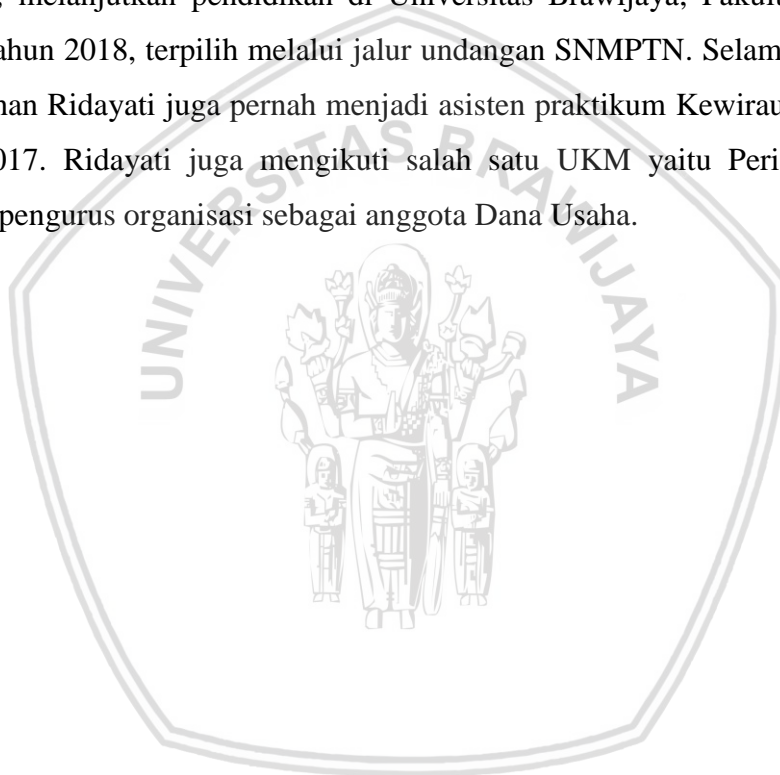 melanjutkan pendidikan di Universitas Brawijaya,
ahun 2018, terpilih melalui jalur undangan SNMPTN. Selam
nan Ridayati juga pernah menjadi asisten praktikum Kewirau
017. Ridayati juga mengikuti salah satu UKM yaitu Peri
pengurus organisasi sebagai anggota Dana Usaha.
UNIVERSITAS BRAWIJAYA